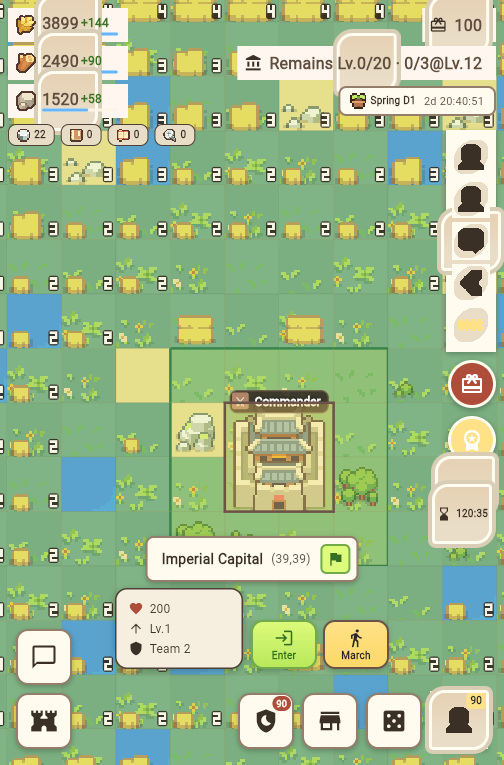 3899 +144
100
2490 +90
Remains Lv.0/20 · 0/3@Lv.12
1520 +58
Spring D1 2d 20:40:51
22 0 0 0
Commander
120:35
Imperial Capital (39,39)
200
Lv.1
Team 2
Enter
March
90
90